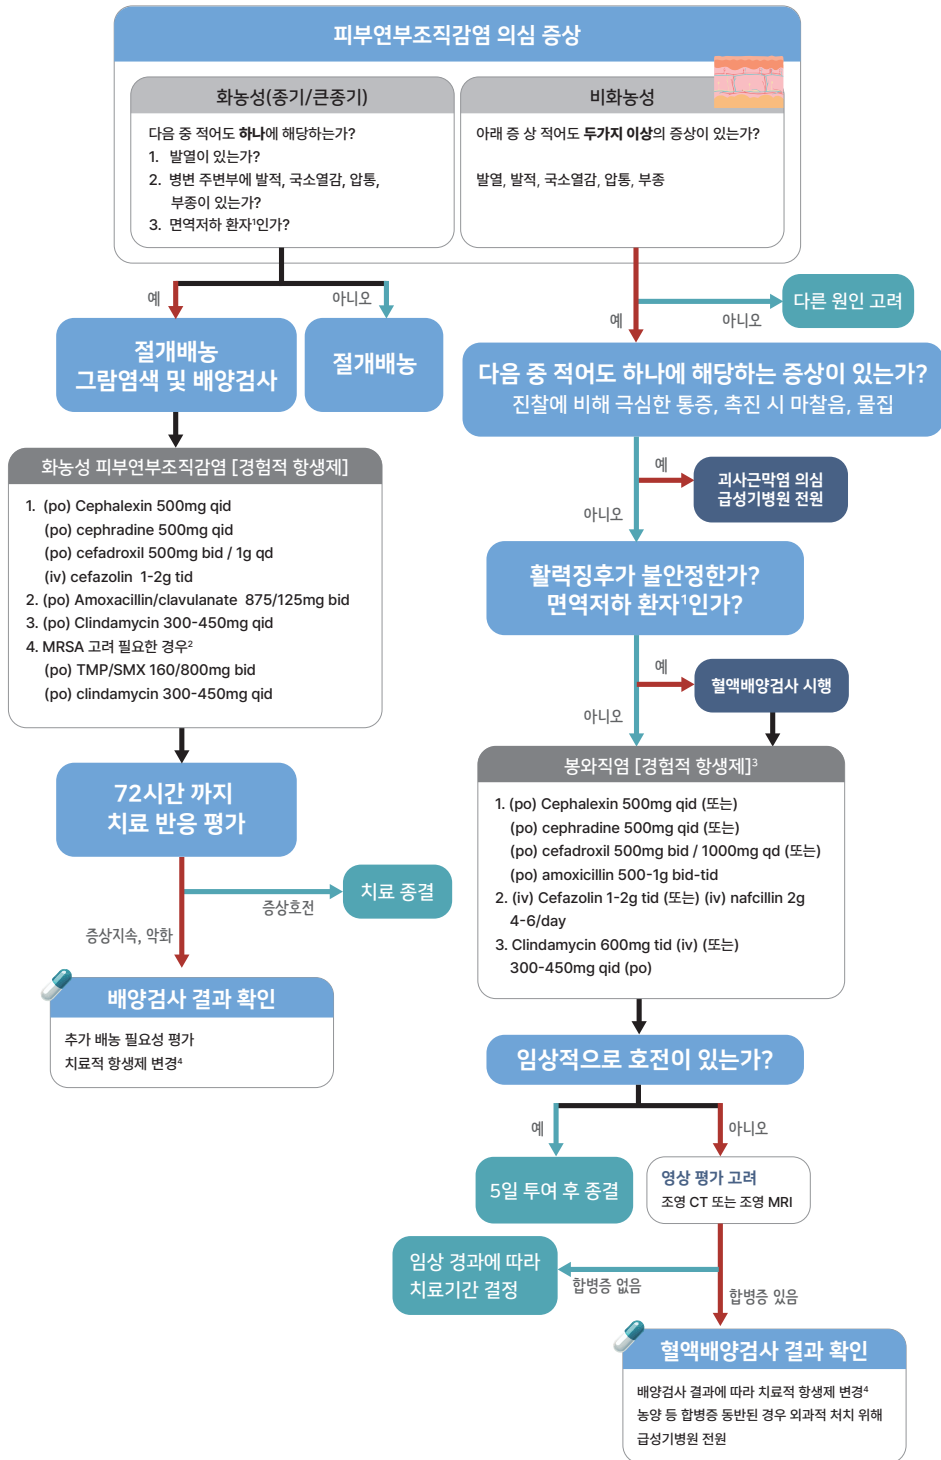 피부연부조직감염 의심 증상
화농성(종기/큰종기)
다음 중 적어도 하나에 해당하는가?
1. 발열이 있는가?
2. 병변 주변부에 발적, 국소열감, 압통,
부종이 있는가?
3. 면역저하 환자¹인가?
비화농성
아래 증 상 적어도 두가지 이상의 증상이 있는가?
발열, 발적, 국소열감, 압통, 부종
예
아니오
절개배농
그람염색 및 배양검사
절개배농
예
아니오
다른 원인 고려
다음 중 적어도 하나에 해당하는 증상이 있는가?
진찰에 비해 극심한 통증, 촉진 시 마찰음, 물집
화농성 피부연부조직감염 [경험적 항생제]
1. (po) Cephalexin 500mg qid
(po) cephradine 500mg qid
(po) cefadroxil 500mg bid / 1g qd
(iv) cefazolin 1-2g tid
2. (po) Amoxacillin/clavulanate 875/125mg bid
3. (po) Clindamycin 300-450mg qid
4. MRSA 고려 필요한 경우²
(po) TMP/SMX 160/800mg bid
(po) clindamycin 300-450mg qid
예
괴사근막염 의심
급성기병원 전원
아니오
활력징후가 불안정한가?
면역저하 환자¹인가?
예
혈액배양검사 시행
아니오
72시간 까지
치료 반응 평가
증상호전
치료 종결
증상지속, 악화
배양검사 결과 확인
추가 배농 필요성 평가
치료적 항생제 변경⁴
봉와직염 [경험적 항생제]³
1. (po) Cephalexin 500mg qid (또는)
(po) cephradine 500mg qid (또는)
(po) cefadroxil 500mg bid / 1000mg qd (또는)
(po) amoxicillin 500-1g bid-tid
2. (iv) Cefazolin 1-2g tid (또는) (iv) nafcillin 2g
4-6/day
3. Clindamycin 600mg tid (iv) (또는)
300-450mg qid (po)
임상적으로 호전이 있는가?
예
아니오
5일 투여 후 종결
영상 평가 고려
조영 CT 또는 조영 MRI
임상 경과에 따라
치료기간 결정
합병증 없음
합병증 있음
혈액배양검사 결과 확인
배양검사 결과에 따라 치료적 항생제 변경⁴
농양 등 합병증 동반된 경우 외과적 처치 위해
급성기병원 전원